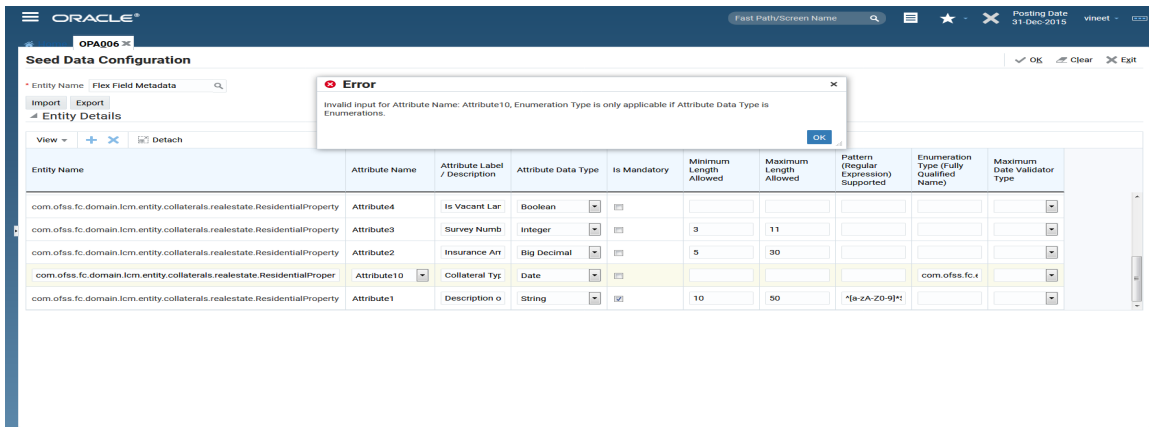 ORACLE®
Fast Path/Screen Name
Posting Date
31-Dec-2015
vineet
OPA006
Seed Data Configuration
OK Clear Exit
* Entity Name Flex Field Metadata
Import Export
Entity Details
Error
Invalid input for Attribute Name: Attribute10, Enumeration Type is only applicable if Attribute Data Type is
Enumerations.
OK
View Detach
Entity Name Attribute Name Attribute Label / Description Attribute Data Type Is Mandatory Minimum Length Allowed Maximum Length Allowed Pattern (Regular Expression) Supported Enumeration Type (Fully Qualified Name) Maximum Date Validator Type
com.ofss.fc.domain.lcm.entity.collaterals.realestate.ResidentialProperty Attribute4 Is Vacant Lar Boolean
com.ofss.fc.domain.lcm.entity.collaterals.realestate.ResidentialProperty Attribute3 Survey Numb Integer 3 11
com.ofss.fc.domain.lcm.entity.collaterals.realestate.ResidentialProperty Attribute2 Insurance Am Big Decimal 5 30
com.ofss.fc.domain.lcm.entity.collaterals.realestate.ResidentialProper Attribute10 Collateral Typ Date com.ofss.fc.e
com.ofss.fc.domain.lcm.entity.collaterals.realestate.ResidentialProperty Attribute1 Description o String 10 50 ^[a-zA-Z0-9]*